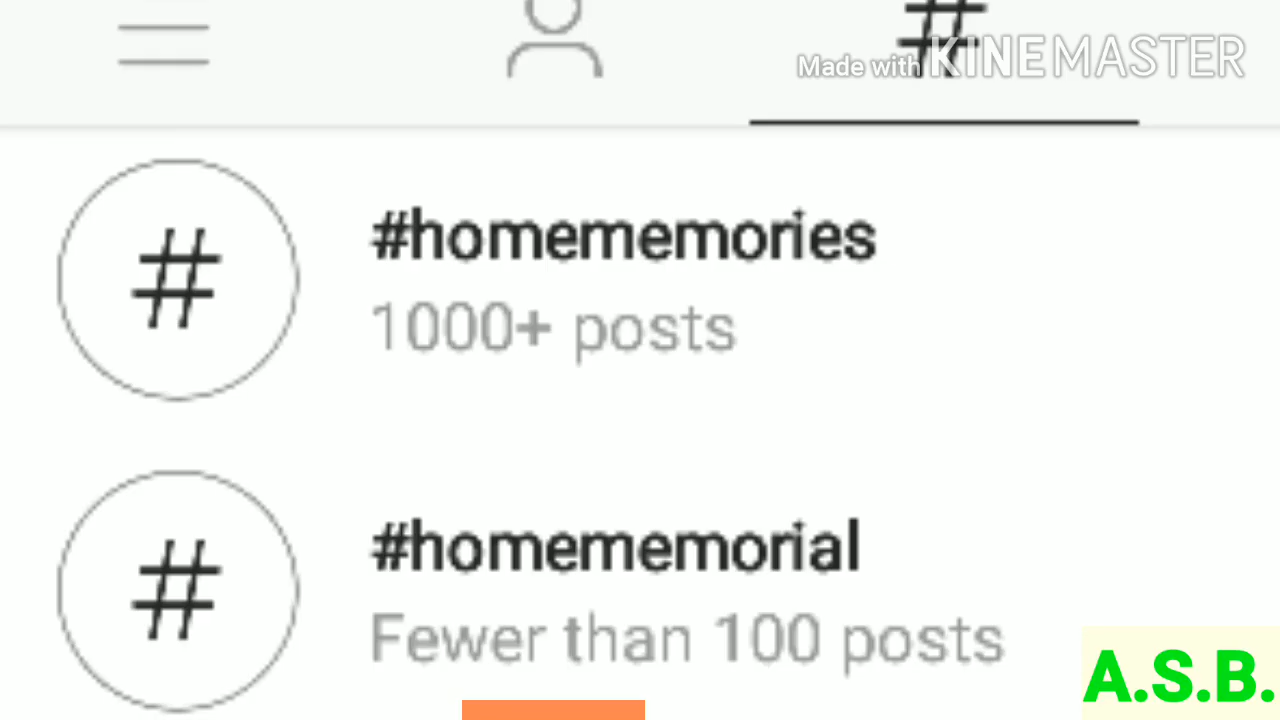 #
Made with KINEMASTER
#
#homememories
1000+ posts
#
#homememorial
Fewer than 100 posts
A.S.B.